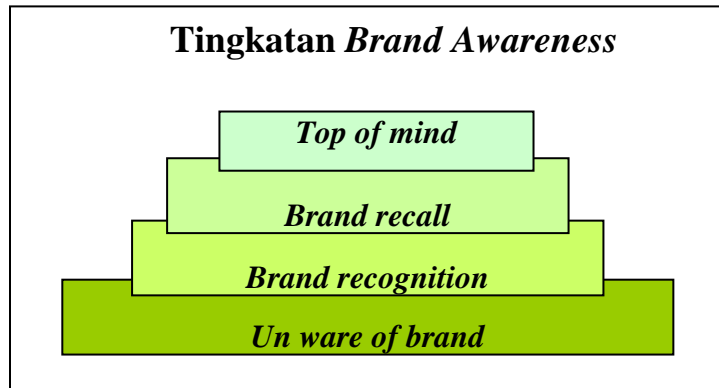 Tingkatan Brand Awareness
Top of mind
Brand recall
Brand recognition
Un ware of brand